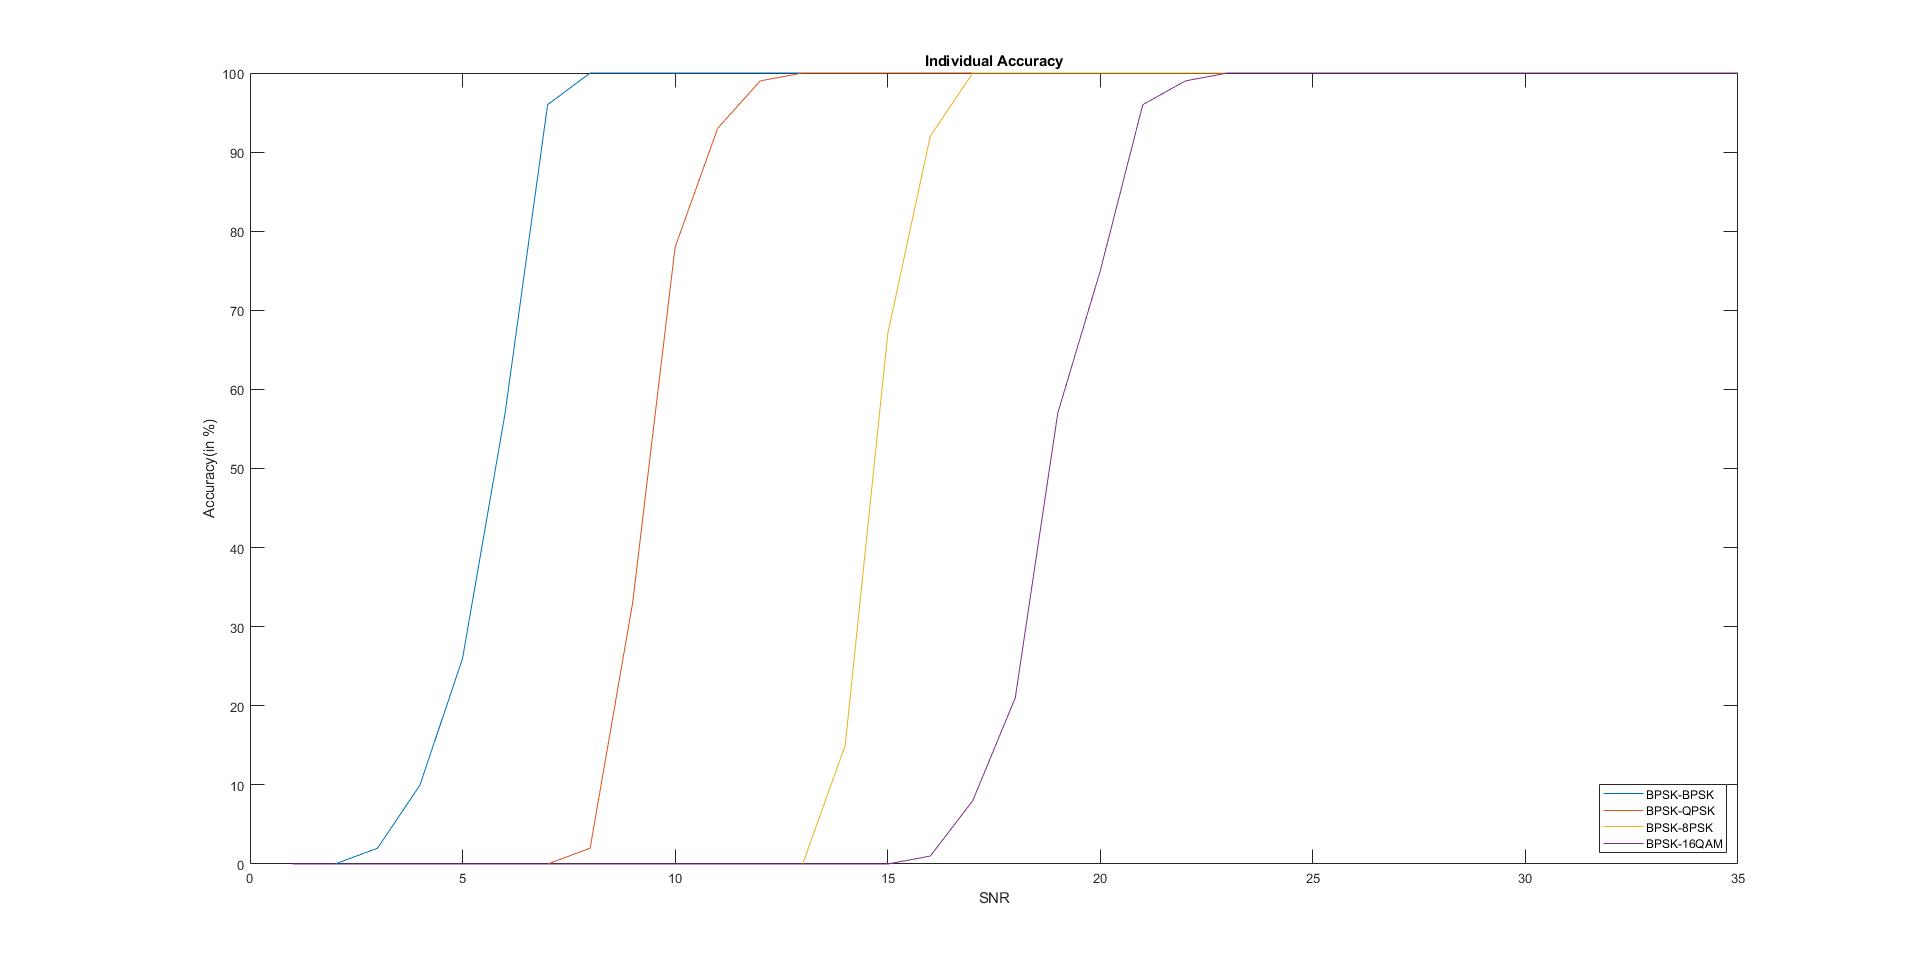 Individual Accuracy
100
90
80
70
60
50
40
30
20
10
0
Accuracy(in %)
0 5 10 15 20 25 30 35
SNR
BPSK-BPSK
BPSK-QPSK
BPSK-8PSK
BPSK-16QAM